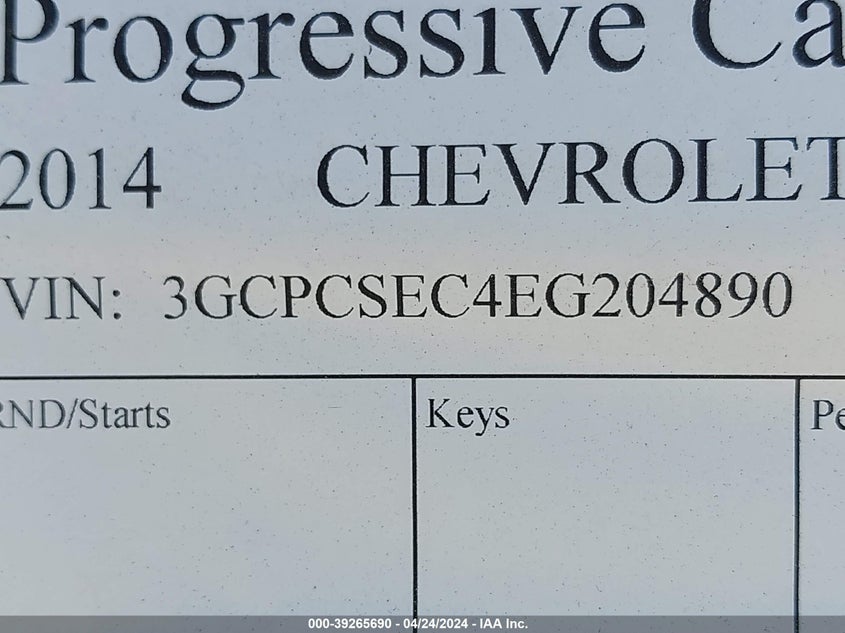 Progressive Ca
2014 CHEVROLET
VIN: 3GCPCSEC4EG204890
RND/Starts Keys Pe
000-39265690 - 04/24/2024 - IAA Inc.